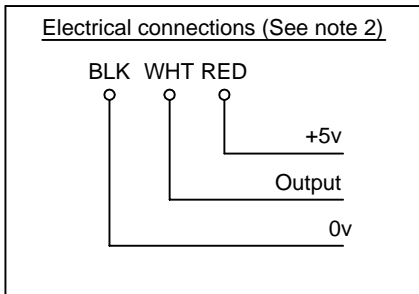 Electrical connections (See note 2)
BLK WHT RED
+5v
Output
0v